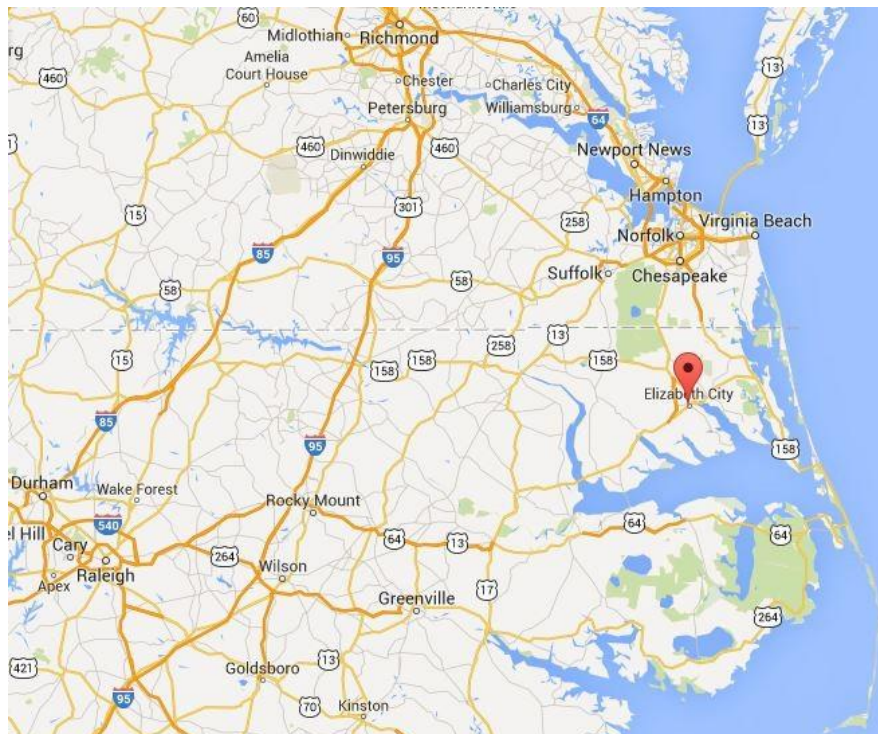 60
Midlothian
Richmond
rg
460
Amelia
Court House
Chester
Charles City
13
Petersburg
Williamsburg
64
13
460
Dinwiddie
460
Newport News
Hampton
15
301
258
Norfolk
Virginia Beach
85
95
Suffolk
Chesapeake
58
58
13
15
158
158
258
158
Elizabeth City
85
95
158
Durham
Wake Forest
Rocky Mount
el Hill
540
64
13
64
64
Cary
264
Raleigh
Wilson
Apex
17
Greenville
264
421
Goldsboro
13
95
70
Kinston